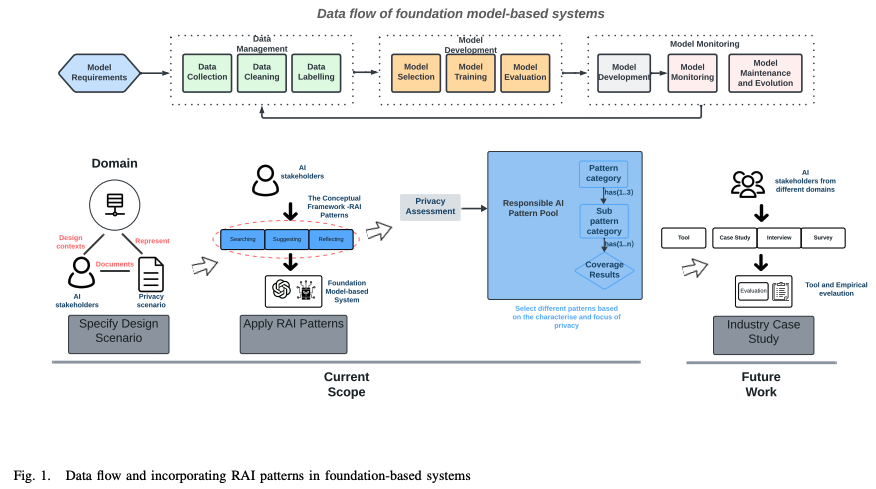 Data flow of foundation model-based systems
Model
Requirements
Data
Management
Data
Collection
Data
Cleaning
Data
Labelling
Model
Development
Model
Selection
Model
Training
Model
Evaluation
Model Monitoring
Model
Development
Model
Monitoring
Model
Maintenance
and Evolution
Domain
Design
contexts
Represent
Documents
AI
stakeholders
Privacy
scenario
Specify Design
Scenario
AI
stakeholders
The Conceptual
Framework -RAI
Patterns
Searching
Suggesting
Reflecting
Foundation
Model-based
System
Apply RAI Patterns
Privacy
Assessment
Responsible AI
Pattern Pool
Pattern
category
has(1..3)
Sub
pattern
category
has(1..n)
Coverage
Results
Select different patterns based
on the characterise and focus of
privacy
AI
stakeholders from
different domains
Tool
Case Study
Interview
Survey
Evaluation
Tool and Empirical
evelaution
Industry Case
Study
Current
Scope
Future
Work
Fig. 1. Data flow and incorporating RAI patterns in foundation-based systems